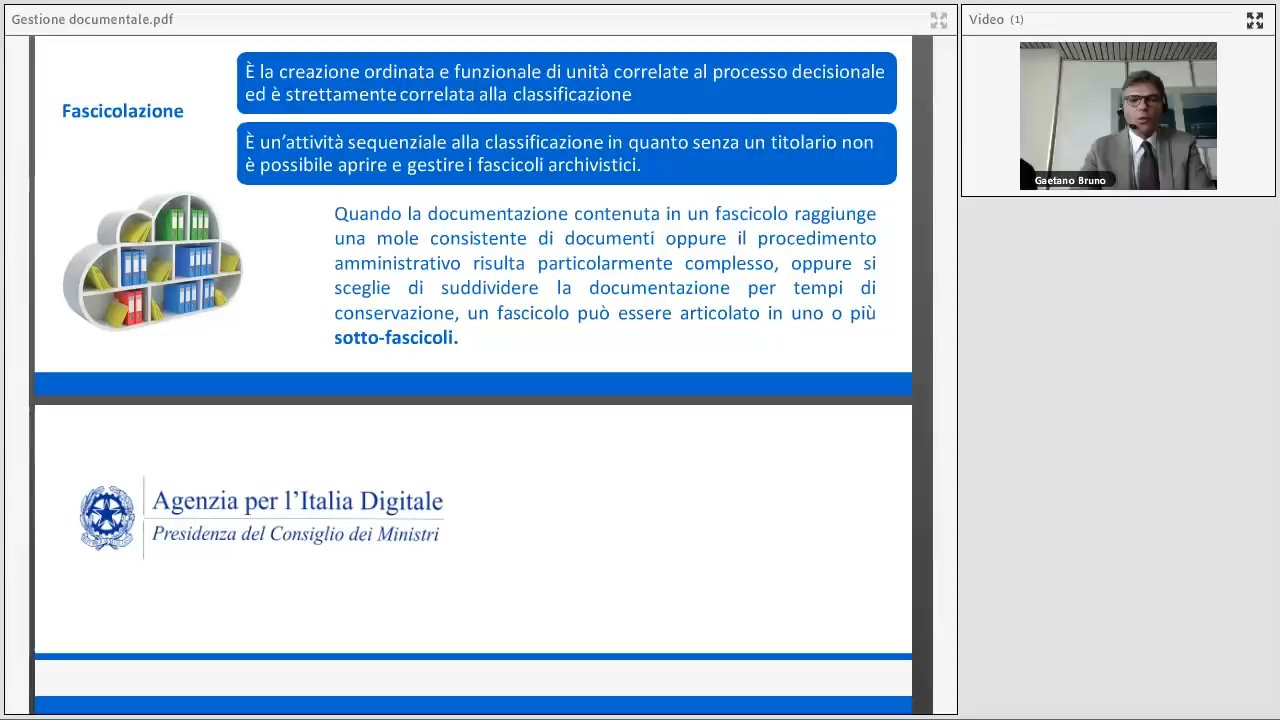 Gestione documentale.pdf
Video (1)
È la creazione ordinata e funzionale di unità correlate al processo decisionale
ed è strettamente correlata alla classificazione
Fascicolazione
È un’attività sequenziale alla classificazione in quanto senza un titolario non
è possibile aprire e gestire i fascicoli archivistici.
Quando la documentazione contenuta in un fascicolo raggiunge
una mole consistente di documenti oppure il procedimento
amministrativo risulta particolarmente complesso, oppure si
sceglie di suddividere la documentazione per tempi di
conservazione, un fascicolo può essere articolato in uno o più
sotto-fascicoli.
Gaetano Bruno
Agenzia per l’Italia Digitale
Presidenza del Consiglio dei Ministri